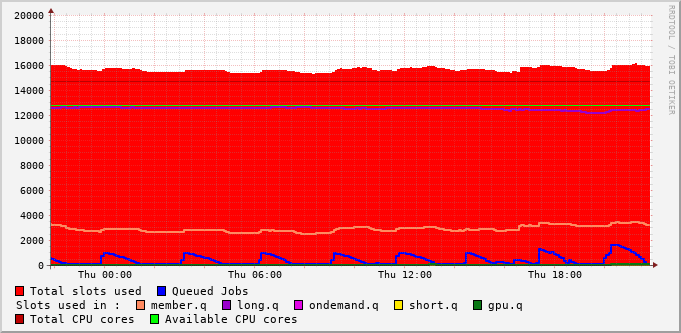 20000
18000
16000
14000
12000
10000
8000
6000
4000
2000
0
Thu 00:00 Thu 06:00 Thu 12:00 Thu 18:00
RRDTOOL / TOBI OETIKER
Total slots used Queued Jobs
Slots used in : member.q long.q ondemand.q short.q gpu.q
Total CPU cores Available CPU cores